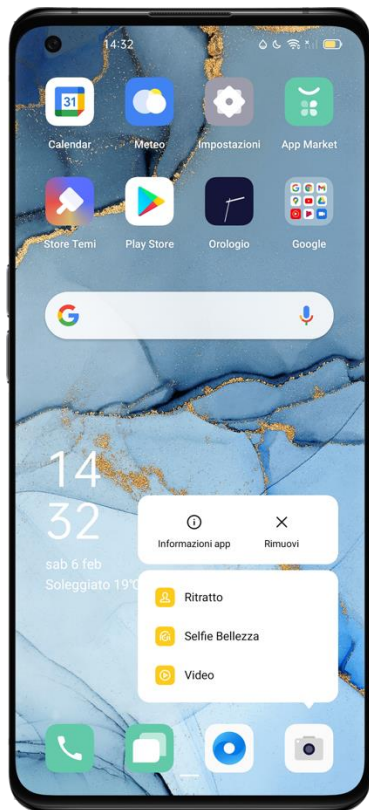 14:32
31
Calendar
Meteo
Impostazioni
App Market
Store Temi
Play Store
Orologio
Google
14
32
sab 6 feb
Soleggiato 19°C
Informazioni app
Rimuovi
Ritratto
Selfie Bellezza
Video